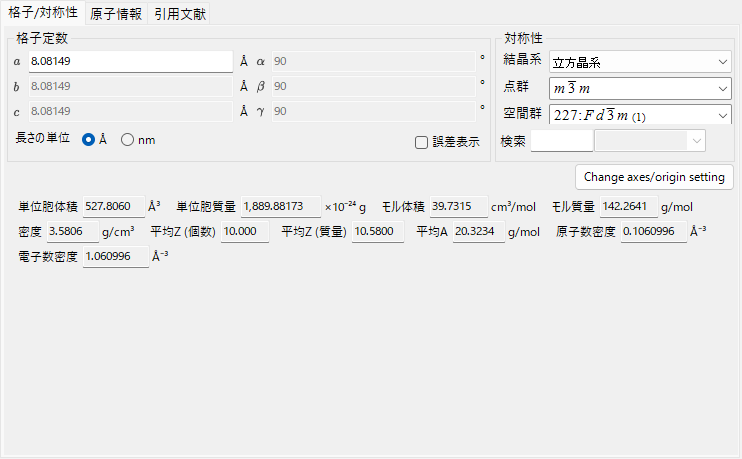 格子/対称性 原子情報 引用文献
格子定数
a 8.08149 Å α 90 °
b 8.08149 Å β 90 °
c 8.08149 Å γ 90 °
長さの単位 Å nm 誤差表示
対称性
結晶系 立方晶系
点群 m 3̅ m
空間群 227: F d 3̅ m (1)
検索
Change axes/origin setting
単位胞体積 527.8060 Å³ 単位胞質量 1,889.88173 ×10⁻²⁴ g モル体積 39.7315 cm³/mol モル質量 142.2641 g/mol
密度 3.5806 g/cm³ 平均Z (個数) 10.000 平均Z (質量) 10.5800 平均A 20.3234 g/mol 原子数密度 0.1060996 Å⁻³
電子数密度 1.060996 Å⁻³